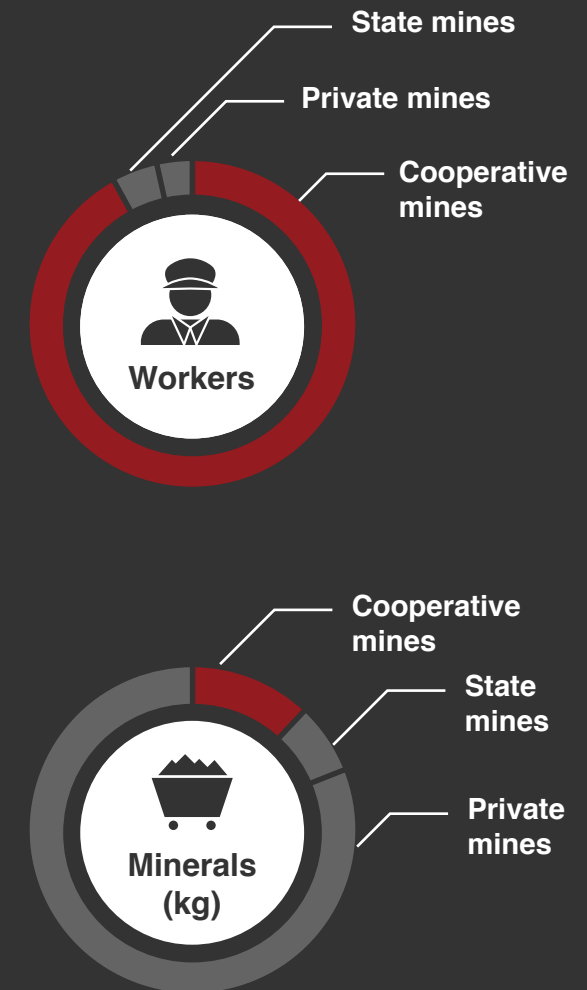 State mines
Private mines
Cooperative
mines
Workers
Cooperative
mines
State
mines
Private
mines
Minerals
(kg)